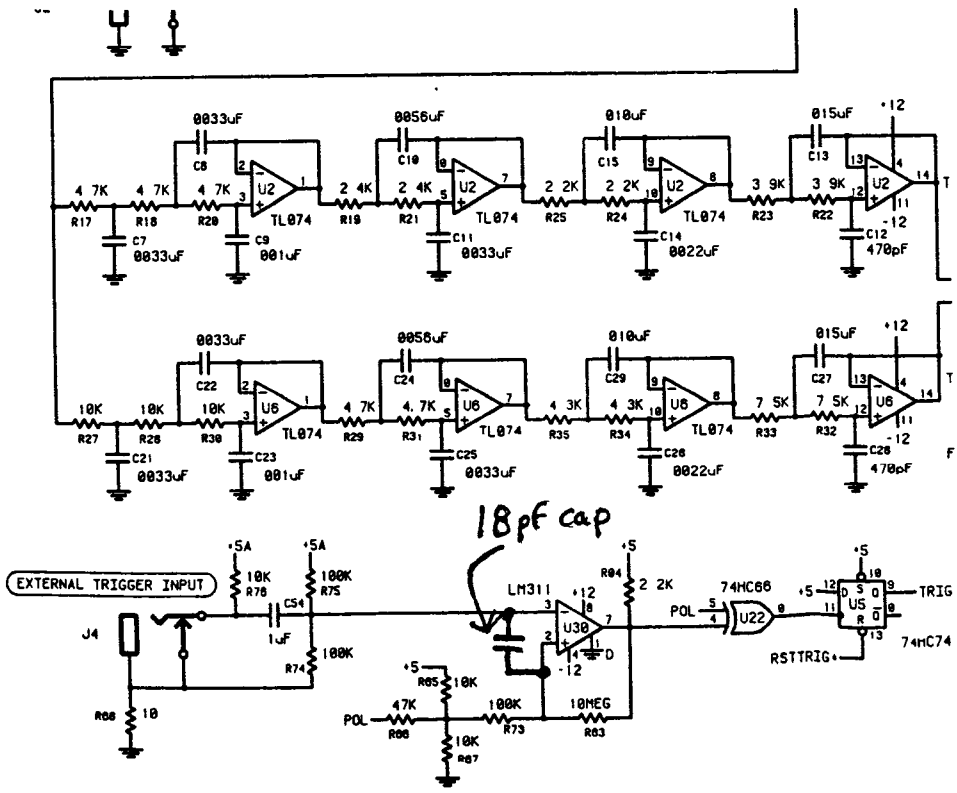 0033uF
0056uF
010uF
015uF
+12
C8
C10
C15
C13
2
1
7
9
8
13
4
14
4 7K
4 7K
4 7K
U2
2 4K
2 4K
U2
2 2K
2 2K
U2
3 9K
3 9K
U2
T
3
5
10
12
11
R17
R18
R20
TL074
R19
R21
TL074
R25
R24
TL074
R23
R22
-12
C7
C9
C11
C14
C12
0033uF
001uF
0033uF
0022uF
470pF
0033uF
0056uF
010uF
015uF
+12
C22
C24
C29
C27
2
1
7
9
8
13
4
14
10K
10K
10K
U6
4 7K
4.7K
U6
4 3K
4 3K
U6
7 5K
7 5K
U6
T
3
5
10
12
11
R27
R28
R30
TL074
R29
R31
TL074
R35
R34
TL074
R33
R32
-12
C21
C23
C25
C26
C28
0033uF
001uF
0033uF
0022uF
470pF
F
18pf cap
+5A
+5A
+5
+5
EXTERNAL TRIGGER INPUT
10K
R76
100K
R75
LM311
+12
2 2K
74HC86
+5
12
D
S
Q
10
9
TRIG
C54
1uF
3
8
U30
7
POL
5
4
U22
11
U5
R
Q
J4
100K
R74
2
4
1
D
-12
13
74HC74
RSTTRIG
+5
R65
10K
R68
10
POL
47K
R66
100K
R73
10MEG
R63
10K
R67